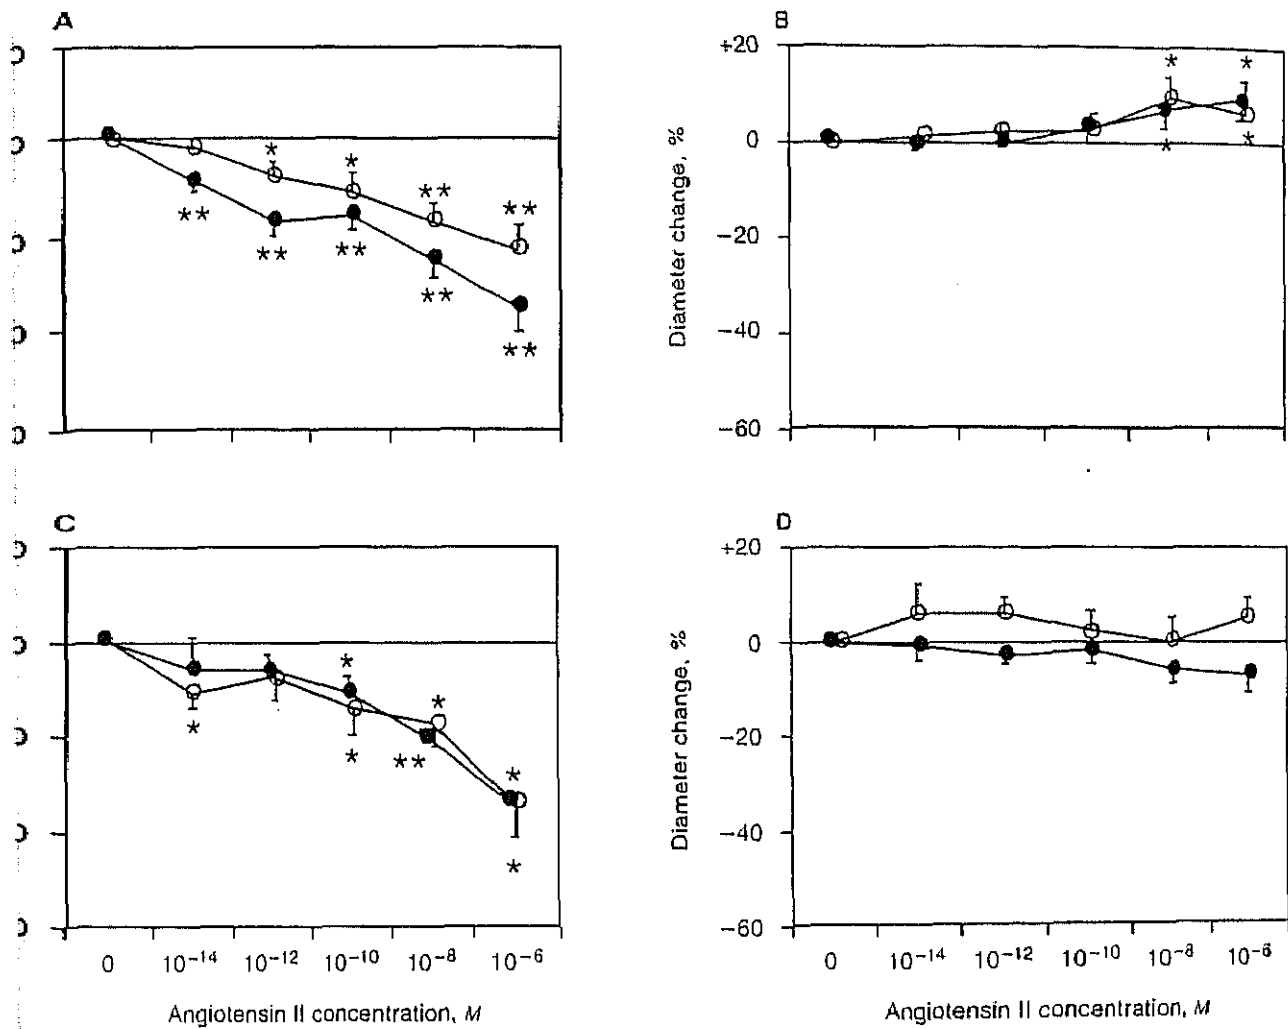 A
B
+20
0
−20
−40
−60
Diameter change, %
* *
* *
* *
** **
** ** **
** **
C
D
+20
0
−20
−40
−60
Diameter change, %
* *
* * **
*
*
0 10⁻¹⁴ 10⁻¹² 10⁻¹⁰ 10⁻⁸ 10⁻⁶
Angiotensin II concentration, M
0 10⁻¹⁴ 10⁻¹² 10⁻¹⁰ 10⁻⁸ 10⁻⁶
Angiotensin II concentration, M